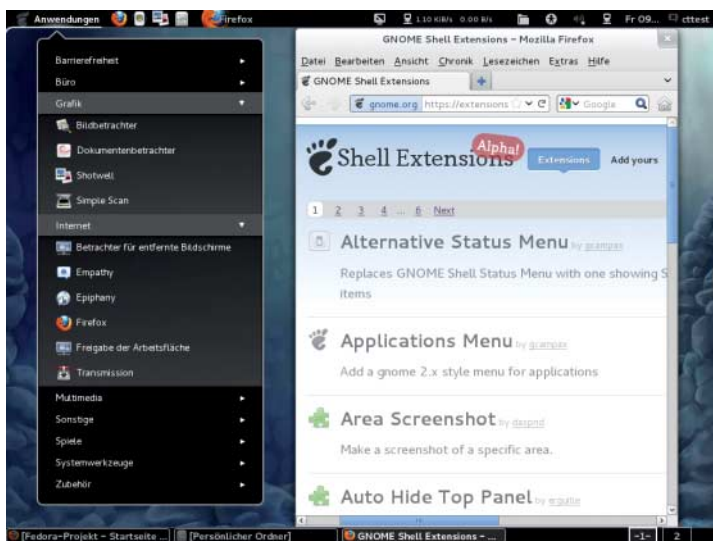 Anwendungen Firefox 1.10 KiB/s 0.00 B/s Fr 09... cttest
Barrierefreiheit
Büro
Grafik
Bildbetrachter
Dokumentenbetrachter
Shotwell
Simple Scan
Internet
Betrachter für entfernte Bildschirme
Empathy
Epiphany
Firefox
Freigabe der Arbeitsfläche
Transmission
Multimedia
Sonstige
Spiele
Systemwerkzeuge
Zubehör
GNOME Shell Extensions - Mozilla Firefox
Datei Bearbeiten Ansicht Chronik Lesezeichen Extras Hilfe
GNOME Shell Extensions
gnome.org https://extensions Google
Shell Extensions Alpha! Extensions Add yours
1 2 3 4 ... 6 Next
Alternative Status Menu by gcampax
Replaces GNOME Shell Status Menu with one showing S
items
Applications Menu by gcampax
Add a gnome 2.x style menu for applications
Area Screenshot by
Make a screenshot of a specific area.
Auto Hide Top Panel by
[Fedora-Projekt - Startseite ... [Persönlicher Ordner] GNOME Shell Extensions - ... -1- 2